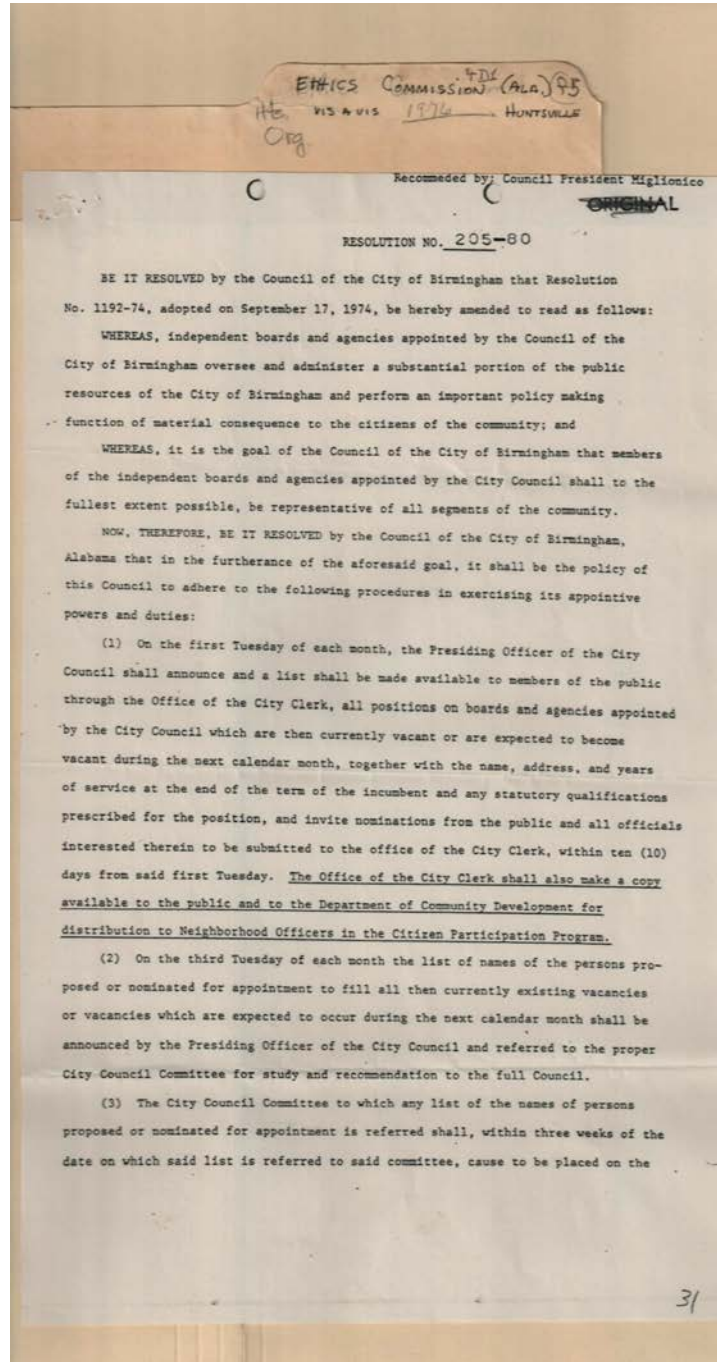 ETHICS COMMISSION (ALA.)
VIS A VIS 1976 HUNTSVILLE
Org.
Recommeded by: Council President Miglionico
ORIGINAL
RESOLUTION NO. 205-80
BE IT RESOLVED by the Council of the City of Birmingham that Resolution
No. 1192-74, adopted on September 17, 1974, be hereby amended to read as follows:
WHEREAS, independent boards and agencies appointed by the Council of the
City of Birmingham oversee and administer a substantial portion of the public
resources of the City of Birmingham and perform an important policy making
function of material consequence to the citizens of the community; and
WHEREAS, it is the goal of the Council of the City of Birmingham that members
of the independent boards and agencies appointed by the City Council shall to the
fullest extent possible, be representative of all segments of the community.
NOW, THEREFORE, BE IT RESOLVED by the Council of the City of Birmingham,
Alabama that in the furtherance of the aforesaid goal, it shall be the policy of
this Council to adhere to the following procedures in exercising its appointive
powers and duties:
(1) On the first Tuesday of each month, the Presiding Officer of the City
Council shall announce and a list shall be made available to members of the public
through the Office of the City Clerk, all positions on boards and agencies appointed
by the City Council which are then currently vacant or are expected to become
vacant during the next calendar month, together with the name, address, and years
of service at the end of the term of the incumbent and any statutory qualifications
prescribed for the position, and invite nominations from the public and all officials
interested therein to be submitted to the office of the City Clerk, within ten (10)
days from said first Tuesday. The Office of the City Clerk shall also make a copy
available to the public and to the Department of Community Development for
distribution to Neighborhood Officers in the Citizen Participation Program.
(2) On the third Tuesday of each month the list of names of the persons pro-
posed or nominated for appointment to fill all then currently existing vacancies
or vacancies which are expected to occur during the next calendar month shall be
announced by the Presiding Officer of the City Council and referred to the proper
City Council Committee for study and recommendation to the full Council.
(3) The City Council Committee to which any list of the names of persons
proposed or nominated for appointment is referred shall, within three weeks of the
date on which said list is referred to said committee, cause to be placed on the
31